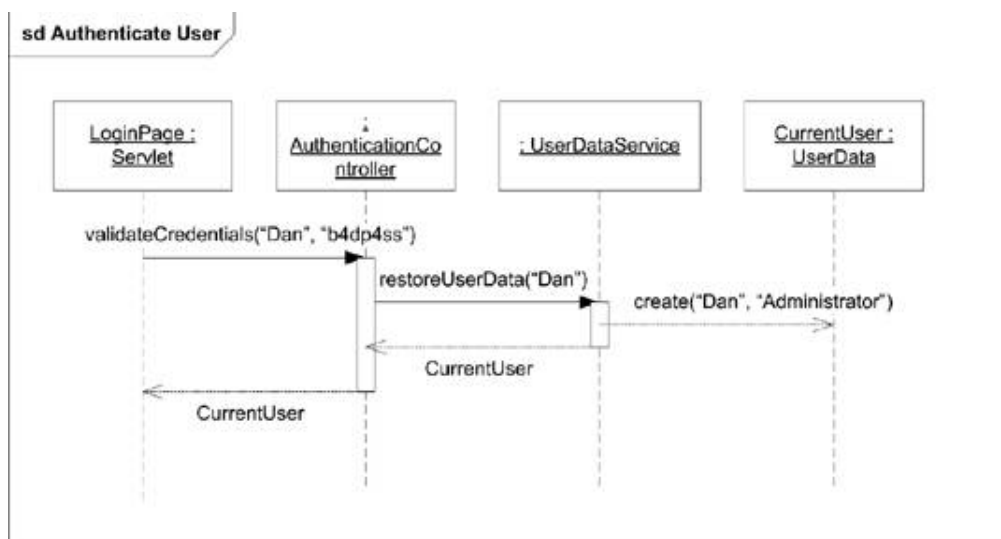 sd Authenticate User
LoginPage :
Servlet
:
AuthenticationCo
ntroller
: UserDataService
CurrentUser :
UserData
validateCredentials(“Dan”, “b4dp4ss”)
restoreUserData(“Dan”)
create(“Dan”, “Administrator”)
CurrentUser
CurrentUser